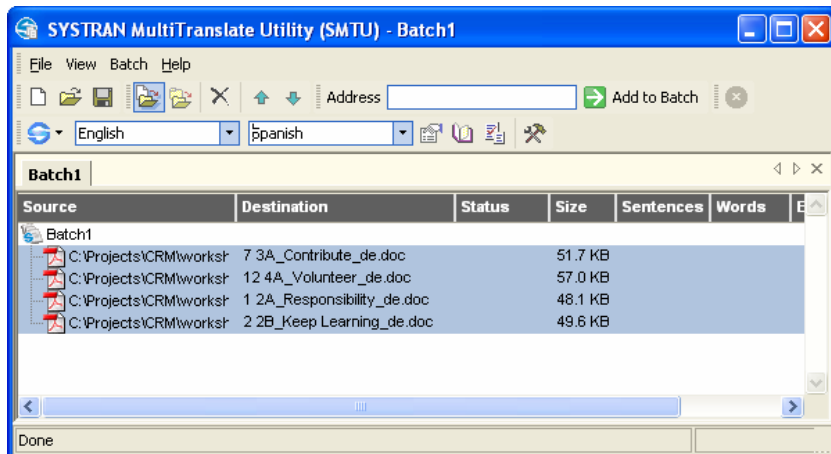 SYSTRAN MultiTranslate Utility (SMTU) - Batch1
File View Batch Help
Address Add to Batch
English Spanish
Batch1
Source Destination Status Size Sentences Words E
Batch1
C:\Projects\CRM\worksh 7 3A_Contribute_de.doc 51.7 KB
C:\Projects\CRM\worksh 12 4A_Volunteer_de.doc 57.0 KB
C:\Projects\CRM\worksh 1 2A_Responsibility_de.doc 48.1 KB
C:\Projects\CRM\worksh 2 2B_Keep Learning_de.doc 49.6 KB
Done